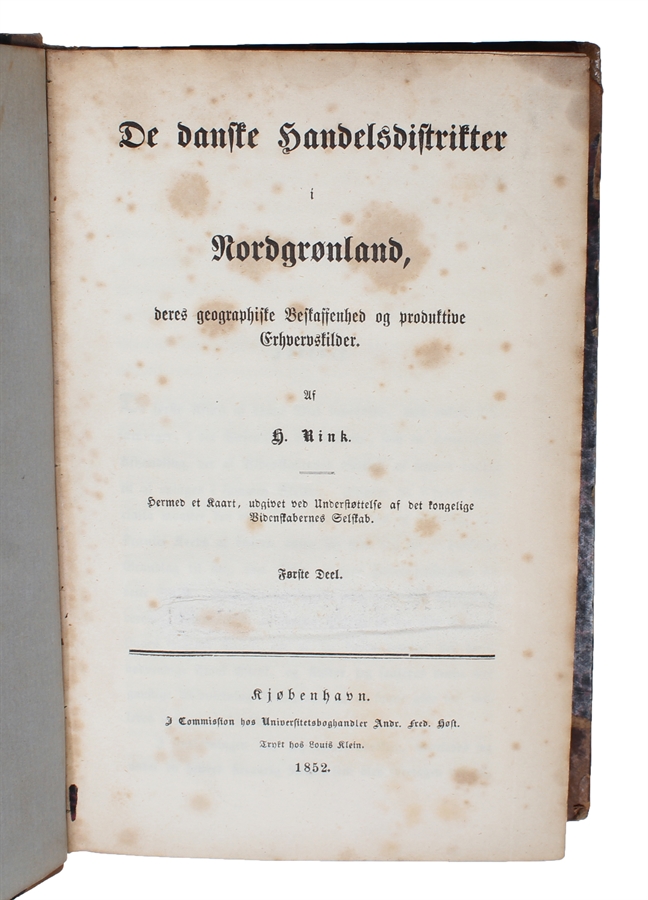 De danske Handelsdistrikter
i
Nordgrønland,
deres geographiske Beskaffenhed og produktive
Erhvervskilder.
Af
H. Rink.
Hermed et Kaart, udgivet ved Understøttelse af det kongelige
Videnskabernes Selskab.
Første Deel.
Kjøbenhavn.
I Commission hos Universitetsboghandler Andr. Fred. Høst.
Trykt hos Louis Klein.
1852.